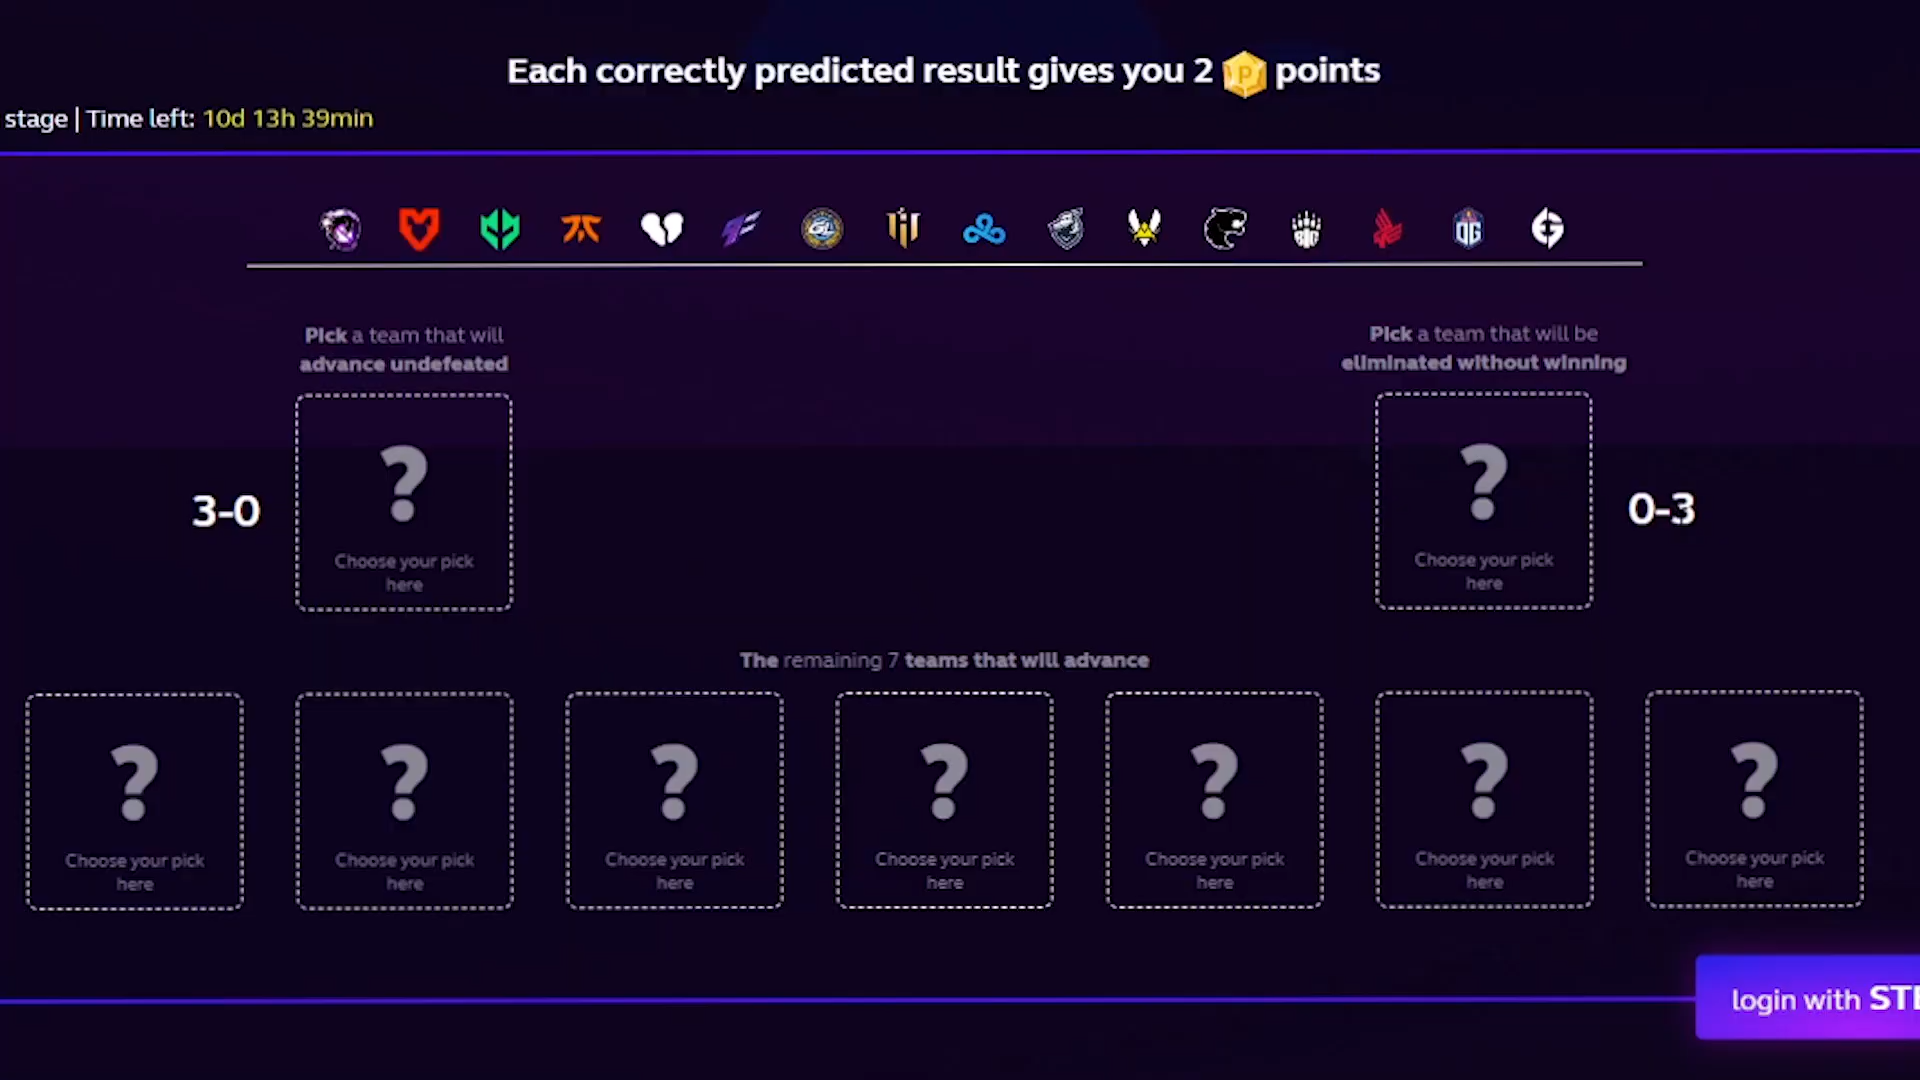 Each correctly predicted result gives you 2 P points
stage | Time left: 10d 13h 39min
GL
BIG
OG
Pick a team that will
advance undefeated
Pick a team that will be
eliminated without winning
3-0
?
Choose your pick
here
?
Choose your pick
here
0-3
The remaining 7 teams that will advance
?
Choose your pick
here
?
Choose your pick
here
?
Choose your pick
here
?
Choose your pick
here
?
Choose your pick
here
?
Choose your pick
here
?
Choose your pick
here
login with STE